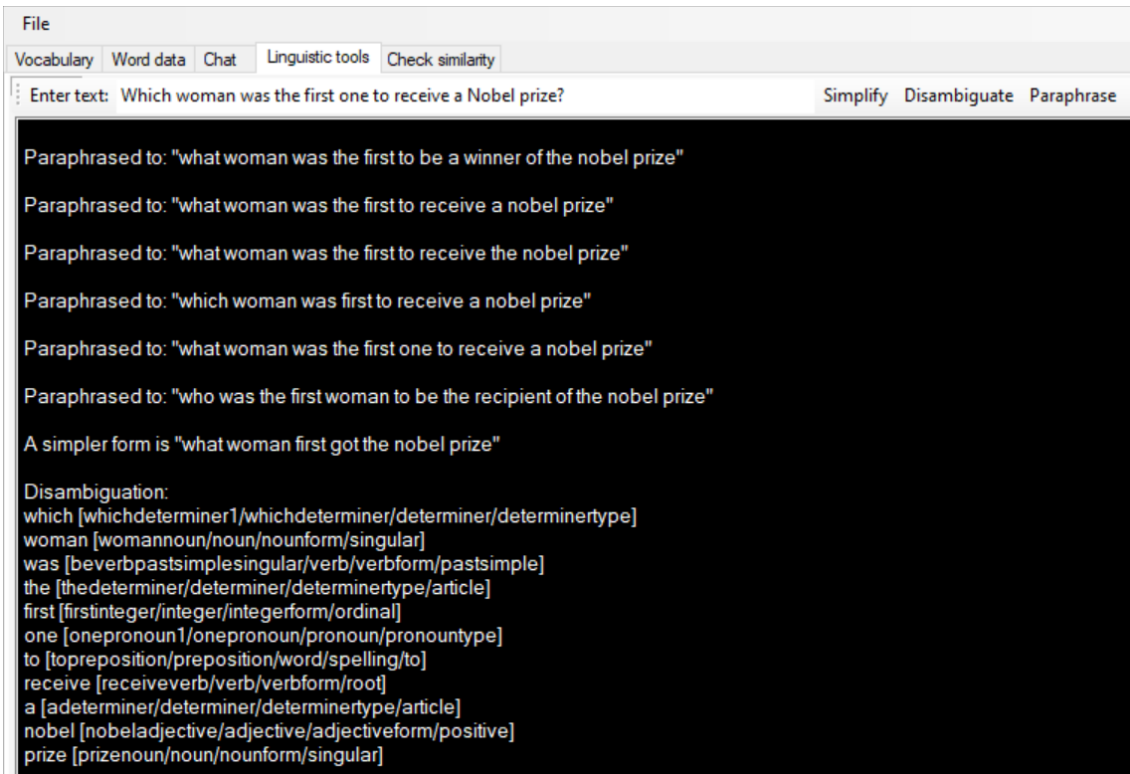 File
Vocabulary Word data Chat Linguistic tools Check similarity
Enter text: Which woman was the first one to receive a Nobel prize? Simplify Disambiguate Paraphrase
Paraphrased to: "what woman was the first to be a winner of the nobel prize"
Paraphrased to: "what woman was the first to receive a nobel prize"
Paraphrased to: "what woman was the first to receive the nobel prize"
Paraphrased to: "which woman was first to receive a nobel prize"
Paraphrased to: "what woman was the first one to receive a nobel prize"
Paraphrased to: "who was the first woman to be the recipient of the nobel prize"
A simpler form is "what woman first got the nobel prize"
Disambiguation:
which [whichdeterminer1/whichdeterminer/determiner/determinertype]
woman [womannoun/noun/nounform/singular]
was [beverbpastsimplesingular/verb/verbform/pastsimple]
the [thedeterminer/determiner/determinertype/article]
first [firstinteger/integer/integerform/ordinal]
one [onepronoun1/onepronoun/pronoun/pronountype]
to [topreposition/preposition/word/spelling/to]
receive [receiveverb/verb/verbform/root]
a [adeterminer/determiner/determinertype/article]
nobel [nobeladjective/adjective/adjectiveform/positive]
prize [prizenoun/noun/nounform/singular]